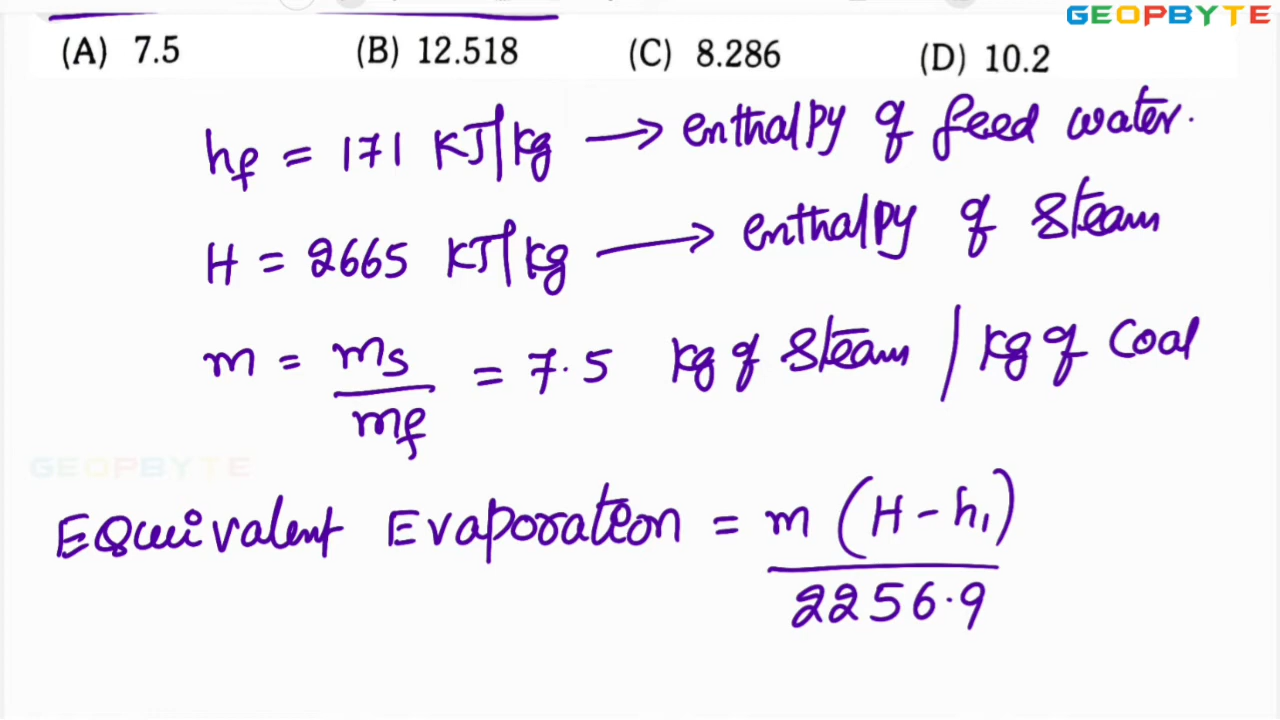 GEOPBYTE
(A) 7.5 (B) 12.518 (C) 8.286 (D) 10.2
hf = 171 KJ/kg → enthalpy of feed water.
H = 2665 KJ/kg → enthalpy of steam
m = ms/mf = 7.5 kg of steam / kg of coal
GEOPBYTE
Equivalent Evaporation = m (H - h1)
2256.9